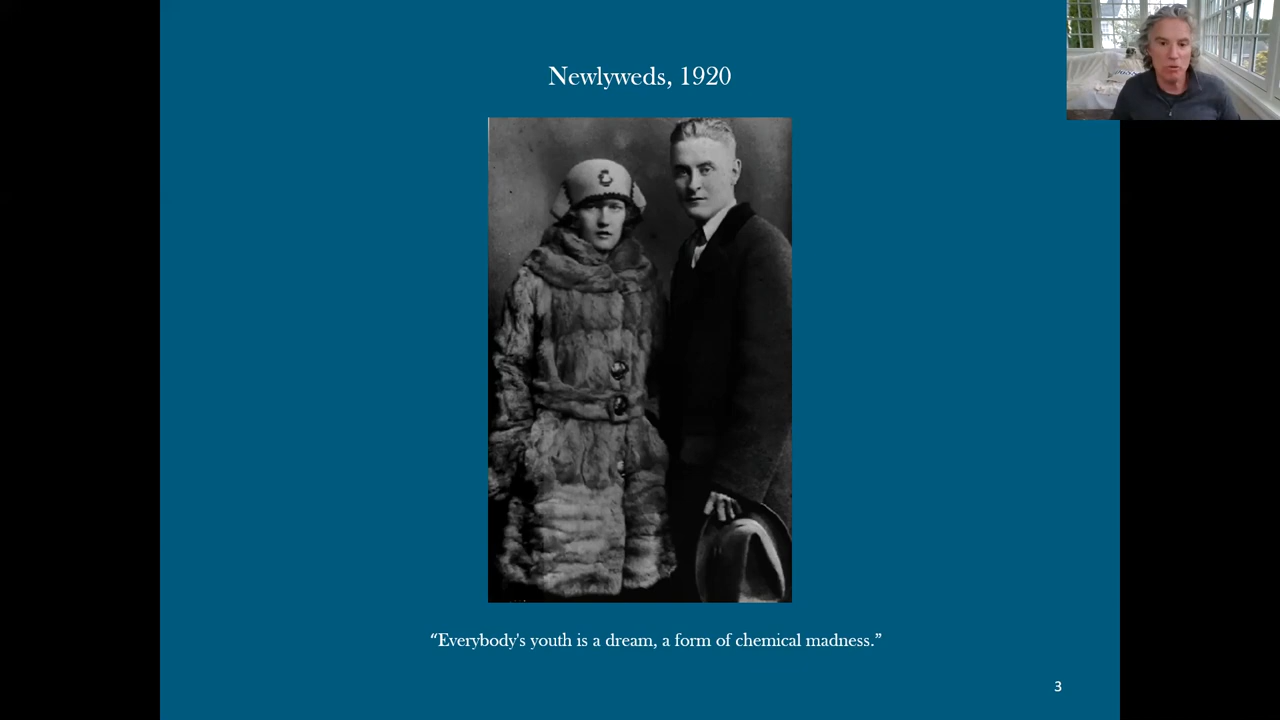 Newlyweds, 1920
“Everybody's youth is a dream, a form of chemical madness.”
3